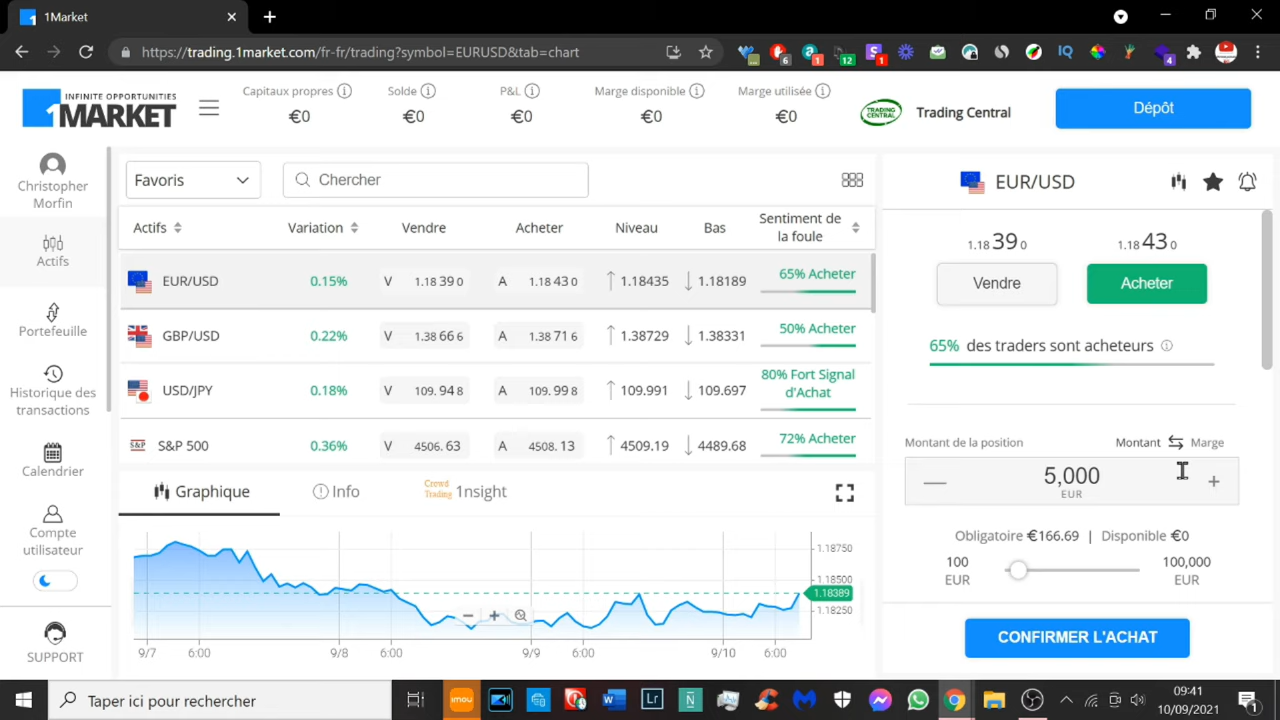 1Market
https://trading.1market.com/fr-fr/trading?symbol=EURUSD&tab=chart
INFINITE OPPORTUNITIES
1MARKET
Capitaux propres
€0
Solde
€0
P&L
€0
Marge disponible
€0
Marge utilisée
€0
TRADING CENTRAL
Trading Central
Dépôt
Christopher
Morfin
Actifs
Portefeuille
Historique des
transactions
Calendrier
Compte
utilisateur
SUPPORT
Favoris
Chercher
Actifs Variation Vendre Acheter Niveau Bas Sentiment de
la foule
EUR/USD 0.15% V 1.18 39 0 A 1.18 43 0 1.18435 1.18189 65% Acheter
GBP/USD 0.22% V 1.38 66 6 A 1.38 71 6 1.38729 1.38331 50% Acheter
USD/JPY 0.18% V 109. 94 8 A 109. 99 8 109.991 109.697 80% Fort Signal
d'Achat
S&P S&P 500 0.36% V 4506. 63 A 4508. 13 4509.19 4489.68 72% Acheter
Graphique
Info
Crowd
Trading
1nsight
1.18750
1.18500
1.18389
1.18250
9/7 6:00 9/8 6:00 9/9 6:00 9/10 6:00
EUR/USD
1.18 39 0
1.18 43 0
Vendre
Acheter
65% des traders sont acheteurs
Montant de la position
Montant
Marge
— 5,000 +
EUR
Obligatoire €166.69 | Disponible €0
100
EUR
100,000
EUR
CONFIRMER L'ACHAT
Taper ici pour rechercher
imou
09:41
10/09/2021